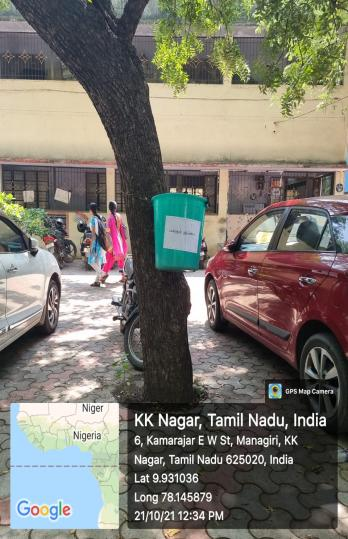 GPS Map Camera
Niger
Nigeria
Google
KK Nagar, Tamil Nadu, India
6, Kamarajar E W St, Managiri, KK
Nagar, Tamil Nadu 625020, India
Lat 9.931036
Long 78.145879
21/10/21 12:34 PM